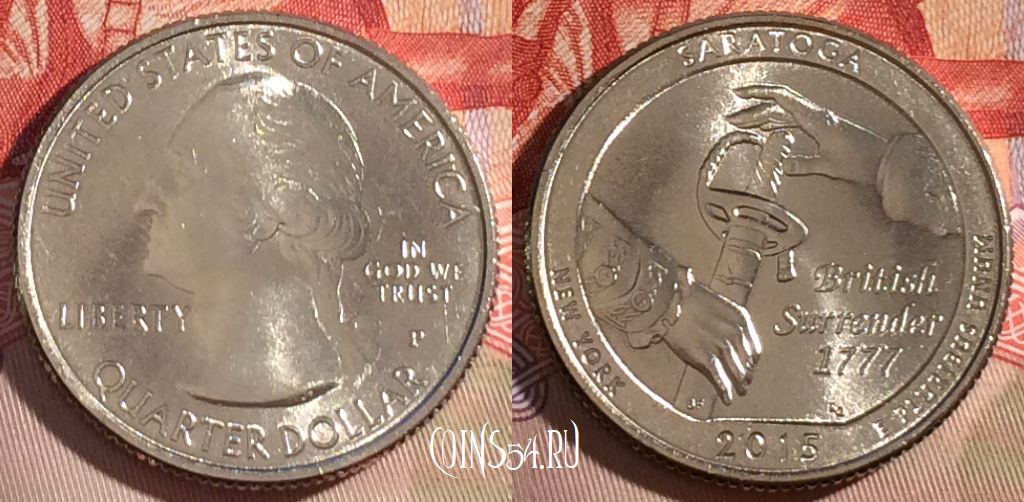 UNITED STATES OF AMERICA
LIBERTY
IN
GOD WE
TRUST
P
QUARTER DOLLAR
SARATOGA
British
Surrender
1777
NEW YORK
2015
E PLURIBUS UNUM
COINS54.RU